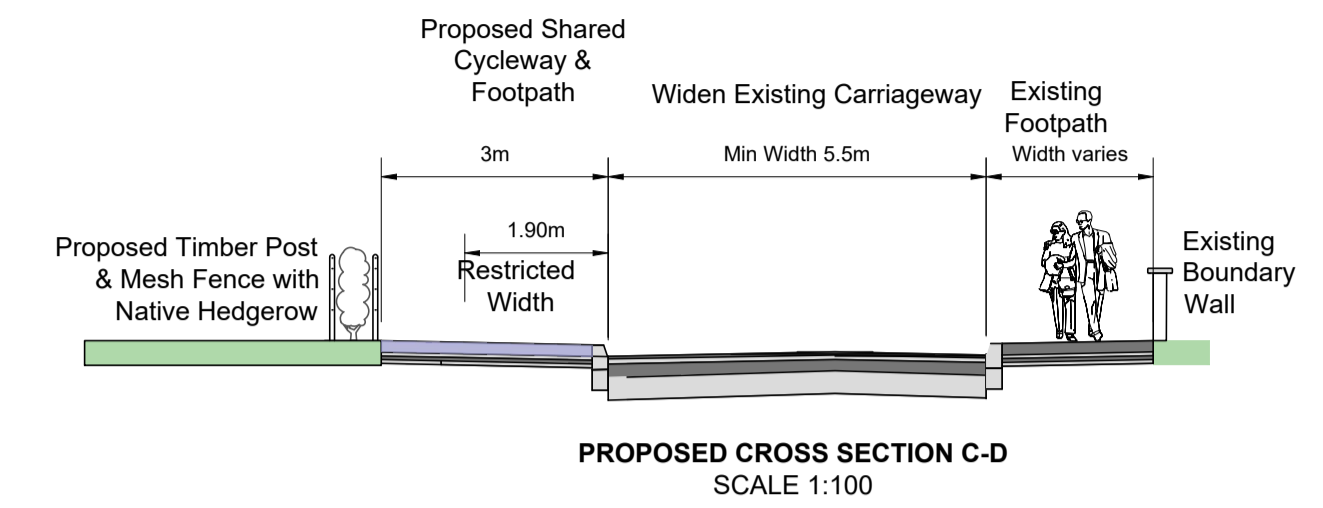 Proposed Shared
Cycleway &
Footpath
Widen Existing Carriageway
Existing
Footpath
3m
Min Width 5.5m
Width varies
1.90m
Restricted
Width
Proposed Timber Post
& Mesh Fence with
Native Hedgerow
Existing
Boundary
Wall
PROPOSED CROSS SECTION C-D
SCALE 1:100